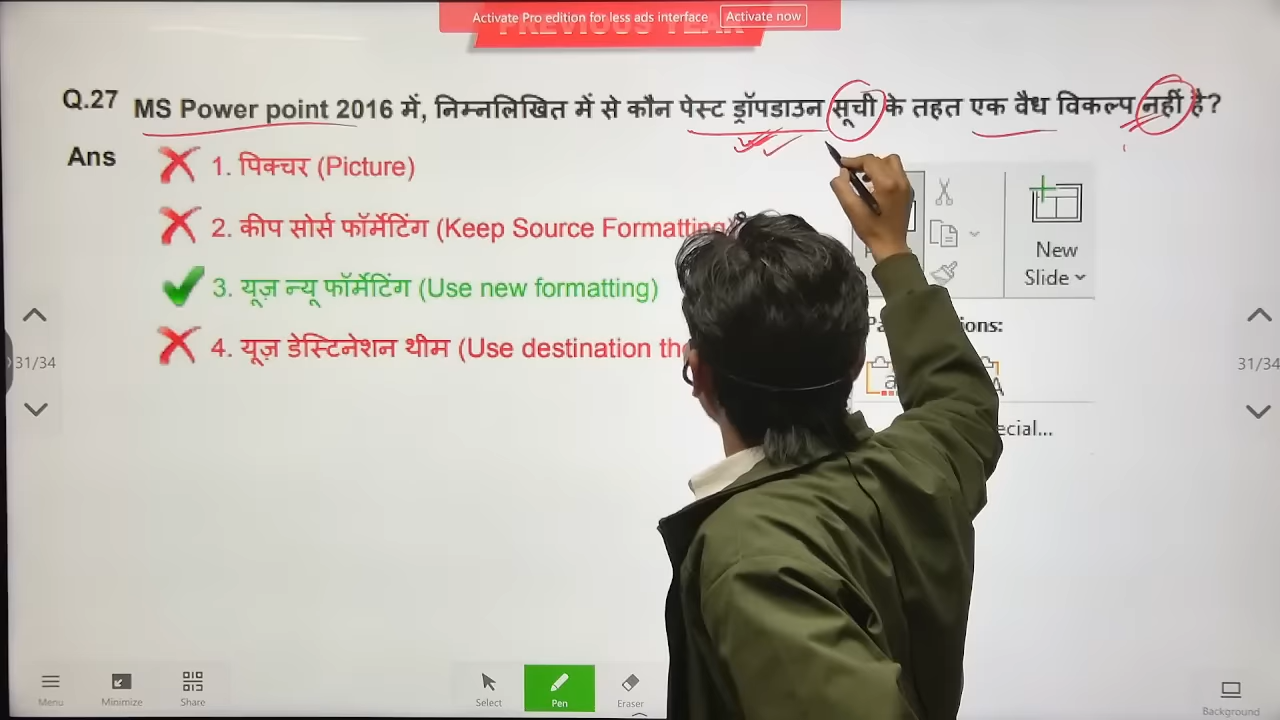 Activate Pro edition for less ads interface Activate now
PREVIOUS YEAR
Q.27 MS Power point 2016 में, निम्नलिखित में से कौन पेस्ट ड्रॉपडाउन सूची के तहत एक वैध विकल्प नहीं है?
Ans
1. पिक्चर (Picture)
2. कीप सोर्स फॉर्मेटिंग (Keep Source Formatting)
3. यूज़ न्यू फॉर्मेटिंग (Use new formatting)
4. यूज़ डेस्टिनेशन थीम (Use destination
New
Slide
31/34
31/34
Menu
Minimize
Share
Select
Pen
Eraser
Background